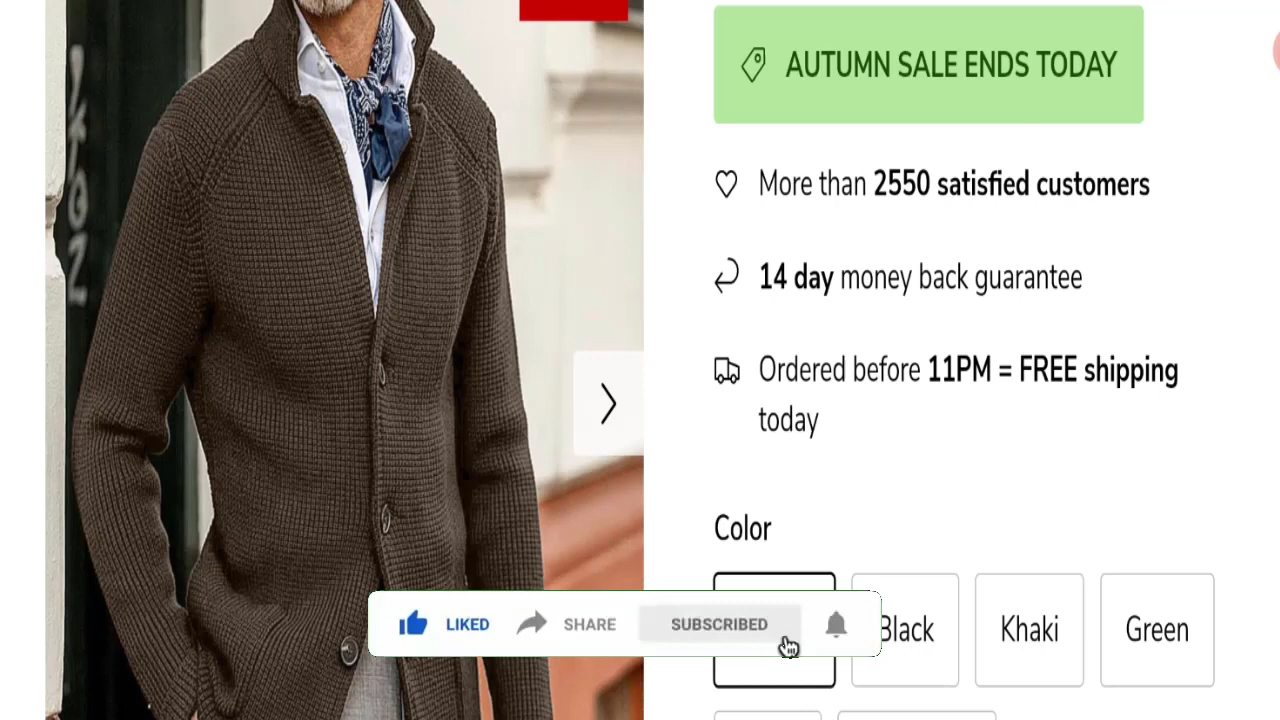 AUTUMN SALE ENDS TODAY
More than 2550 satisfied customers
14 day money back guarantee
Ordered before 11PM = FREE shipping
today
Color
Black
Khaki
Green
LIKED
SHARE
SUBSCRIBED